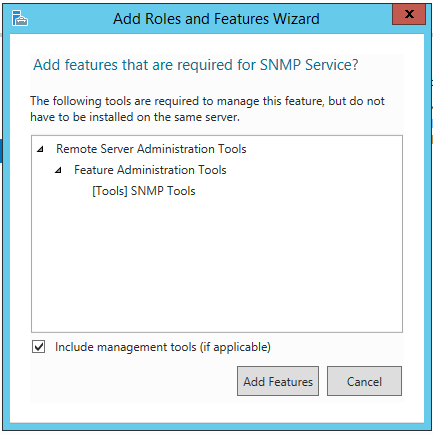 Add Roles and Features Wizard
Add features that are required for SNMP Service?
The following tools are required to manage this feature, but do not
have to be installed on the same server.
Remote Server Administration Tools
Feature Administration Tools
[Tools] SNMP Tools
Include management tools (if applicable)
Add Features
Cancel